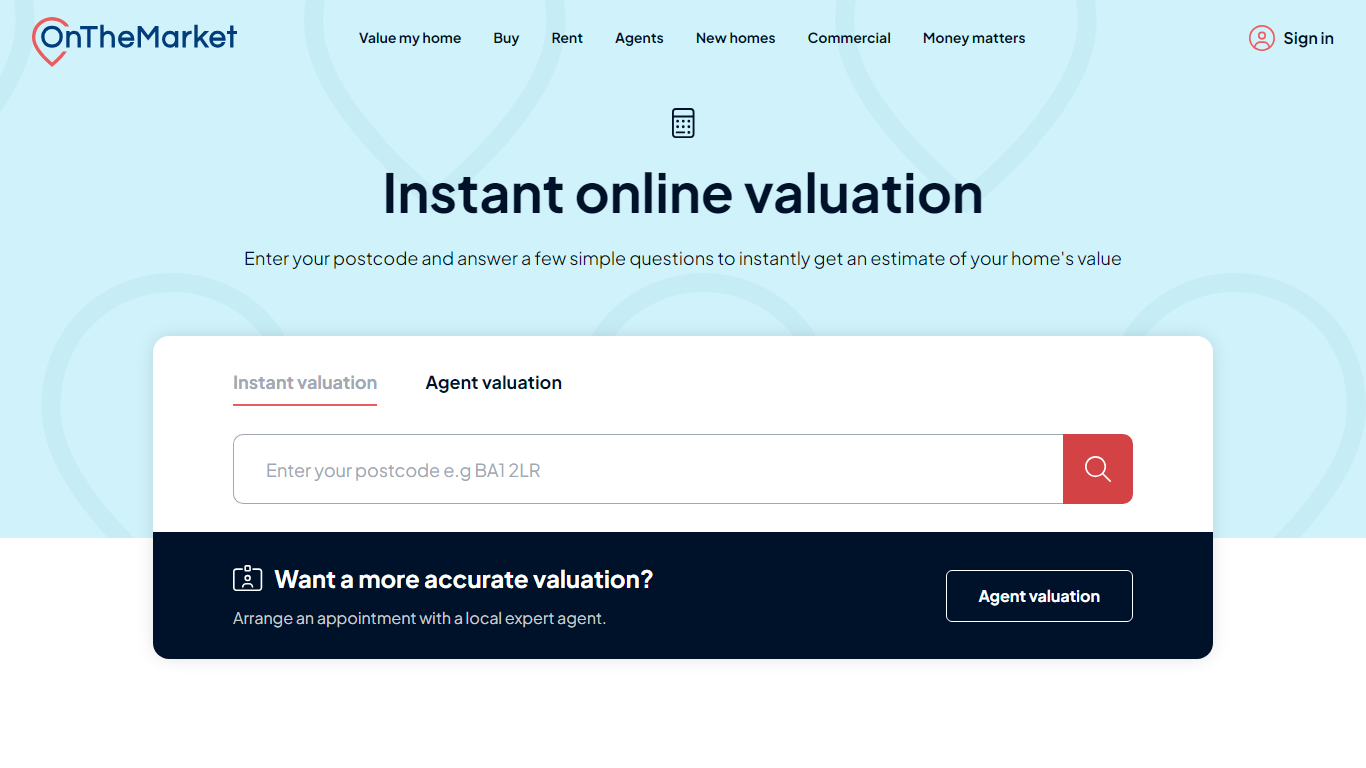 OnTheMarket
Value my home
Buy
Rent
Agents
New homes
Commercial
Money matters
Sign in
Instant online valuation
Enter your postcode and answer a few simple questions to instantly get an estimate of your home's value
Instant valuation
Agent valuation
Enter your postcode e.g BA1 2LR
Want a more accurate valuation?
Arrange an appointment with a local expert agent.
Agent valuation